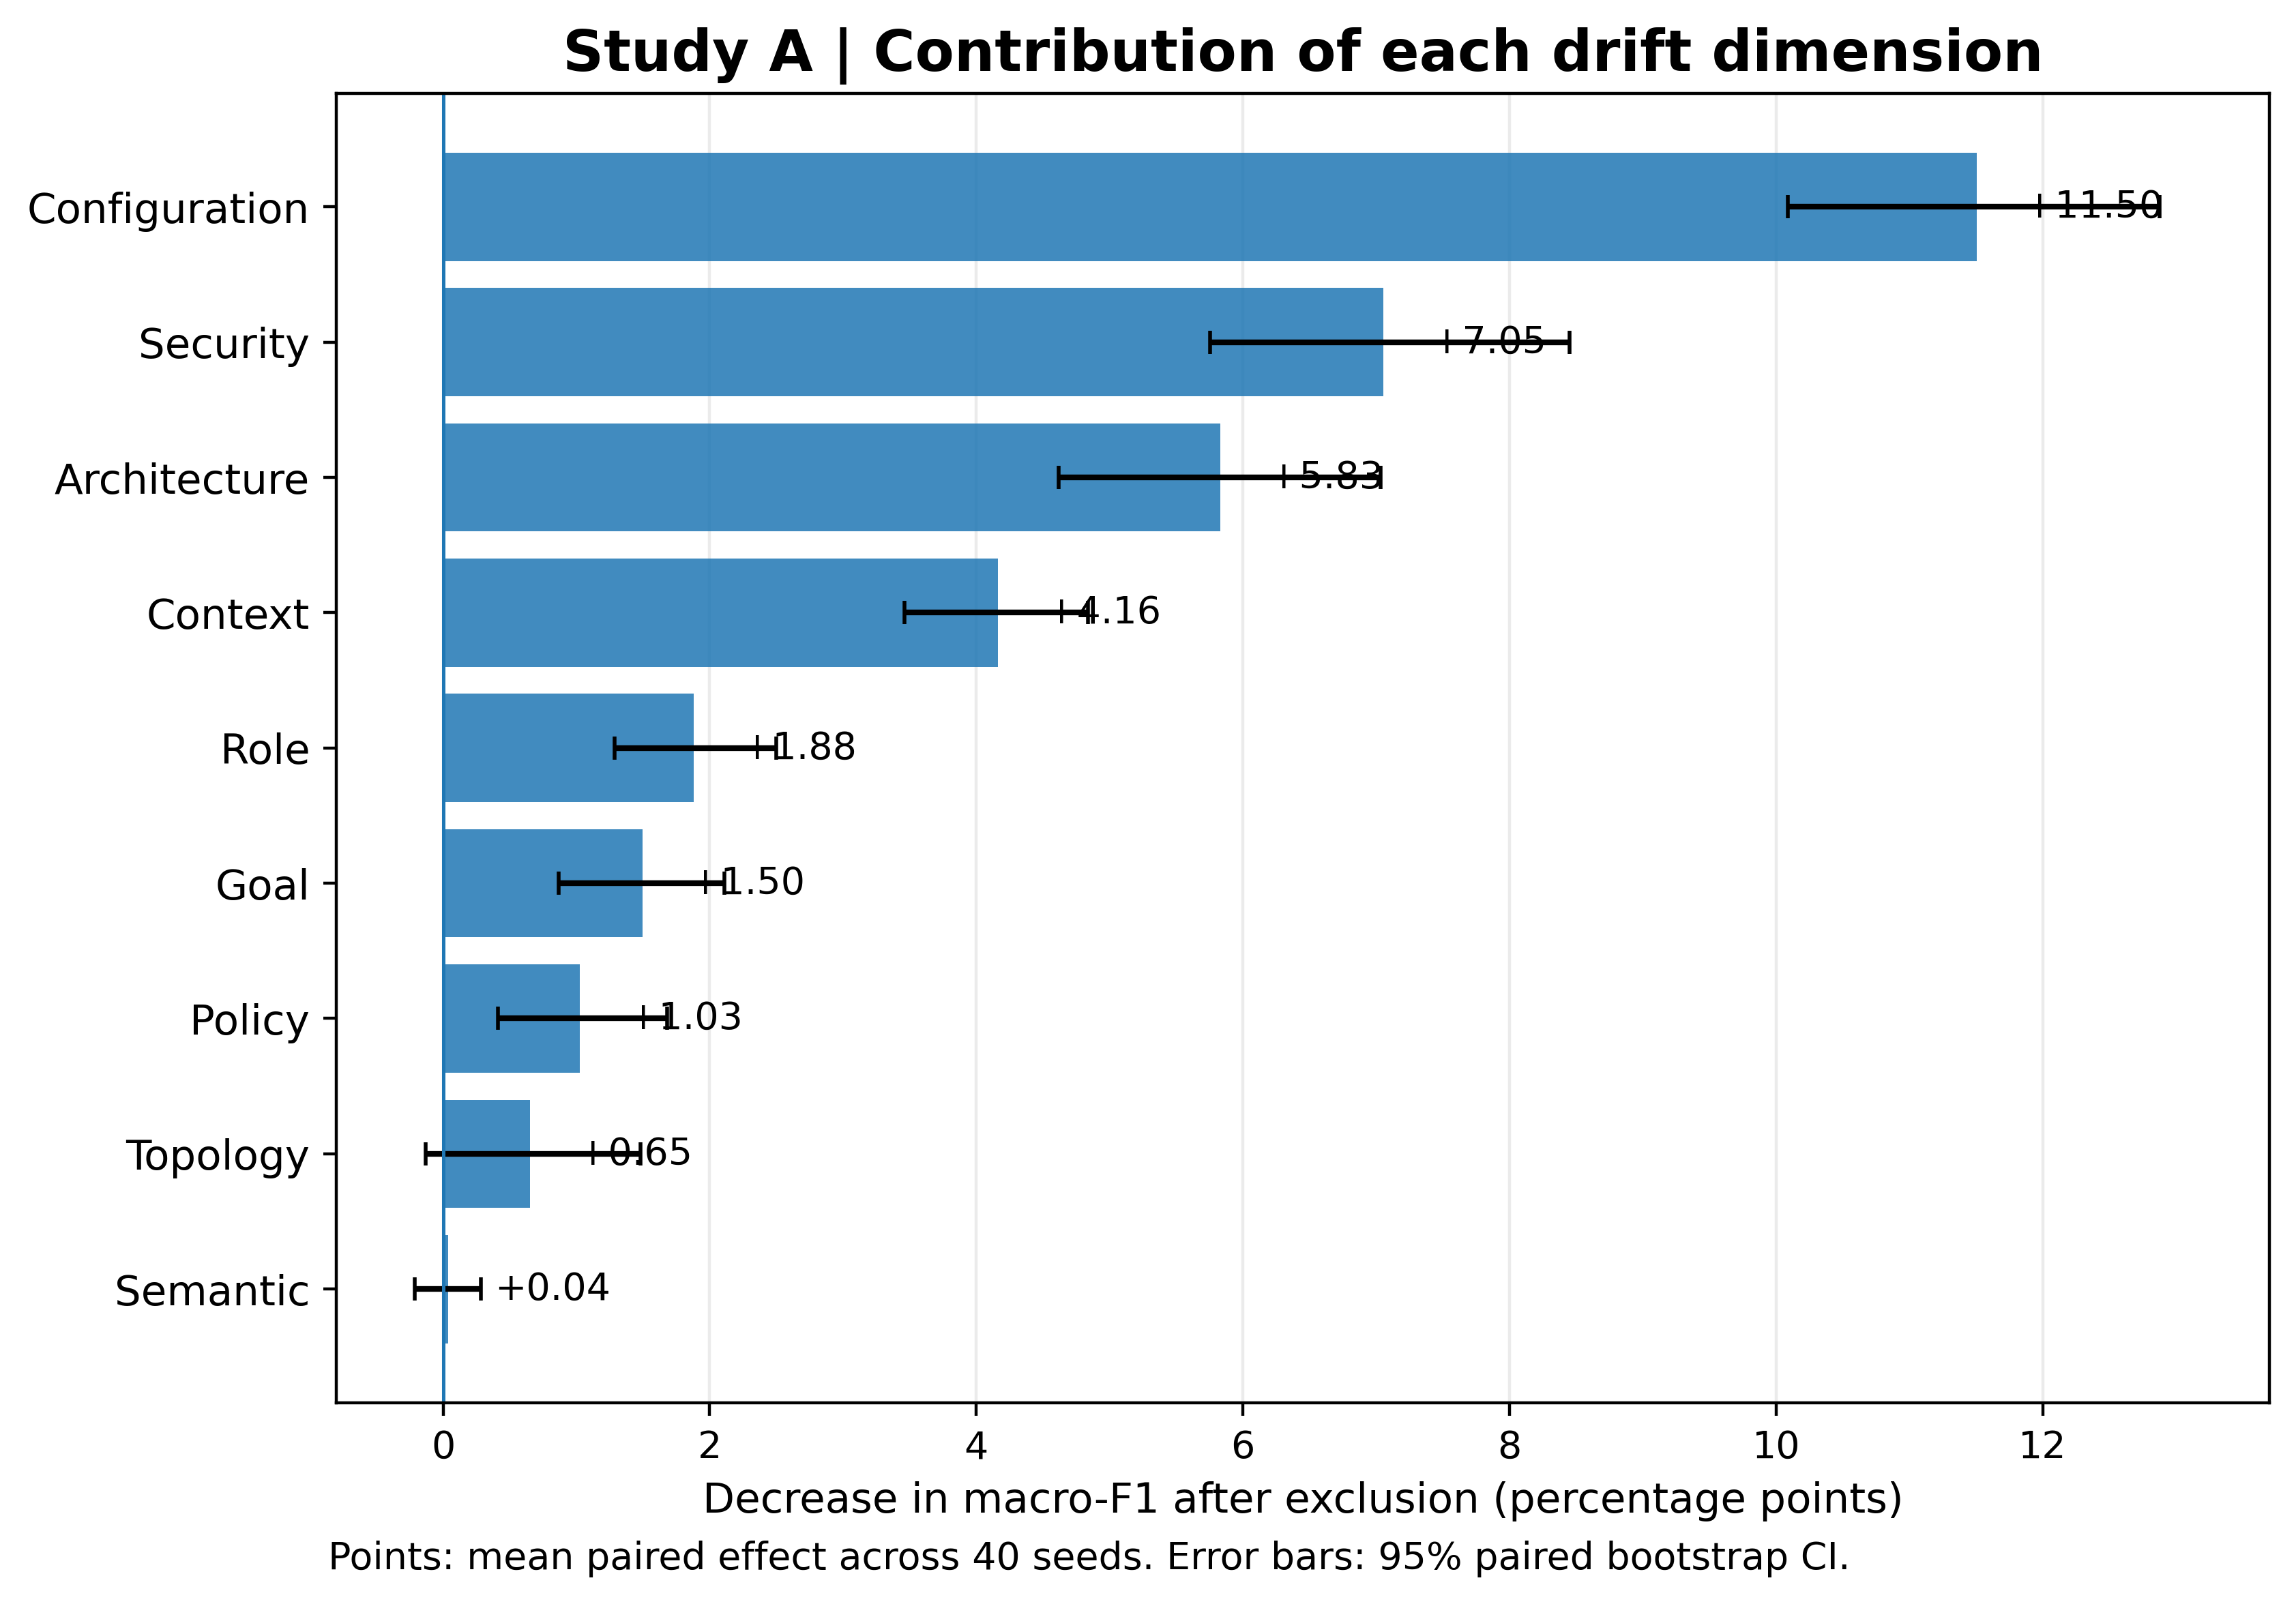 Study A | Contribution of each drift dimension
Configuration
+11.50
Security
+7.05
Architecture
+5.83
Context
+4.16
Role
+1.88
Goal
+1.50
Policy
+1.03
Topology
+0.65
Semantic
+0.04
0 2 4 6 8 10 12
Decrease in macro-F1 after exclusion (percentage points)
Points: mean paired effect across 40 seeds. Error bars: 95% paired bootstrap CI.